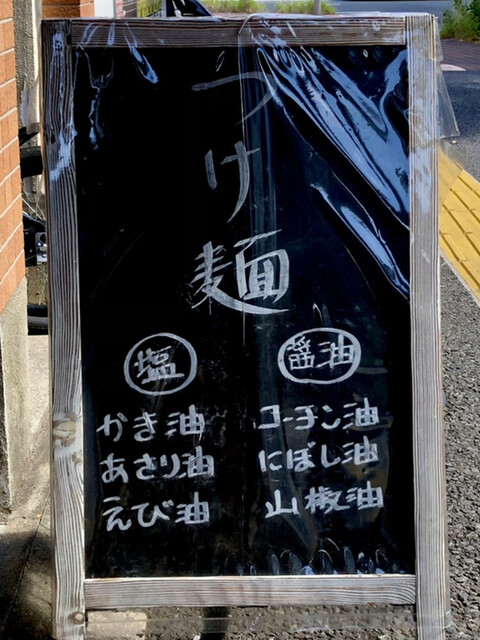 つけ麺
塩
かき油
あさり油
えび油
醤油
コーチン油
にぼし油
山椒油